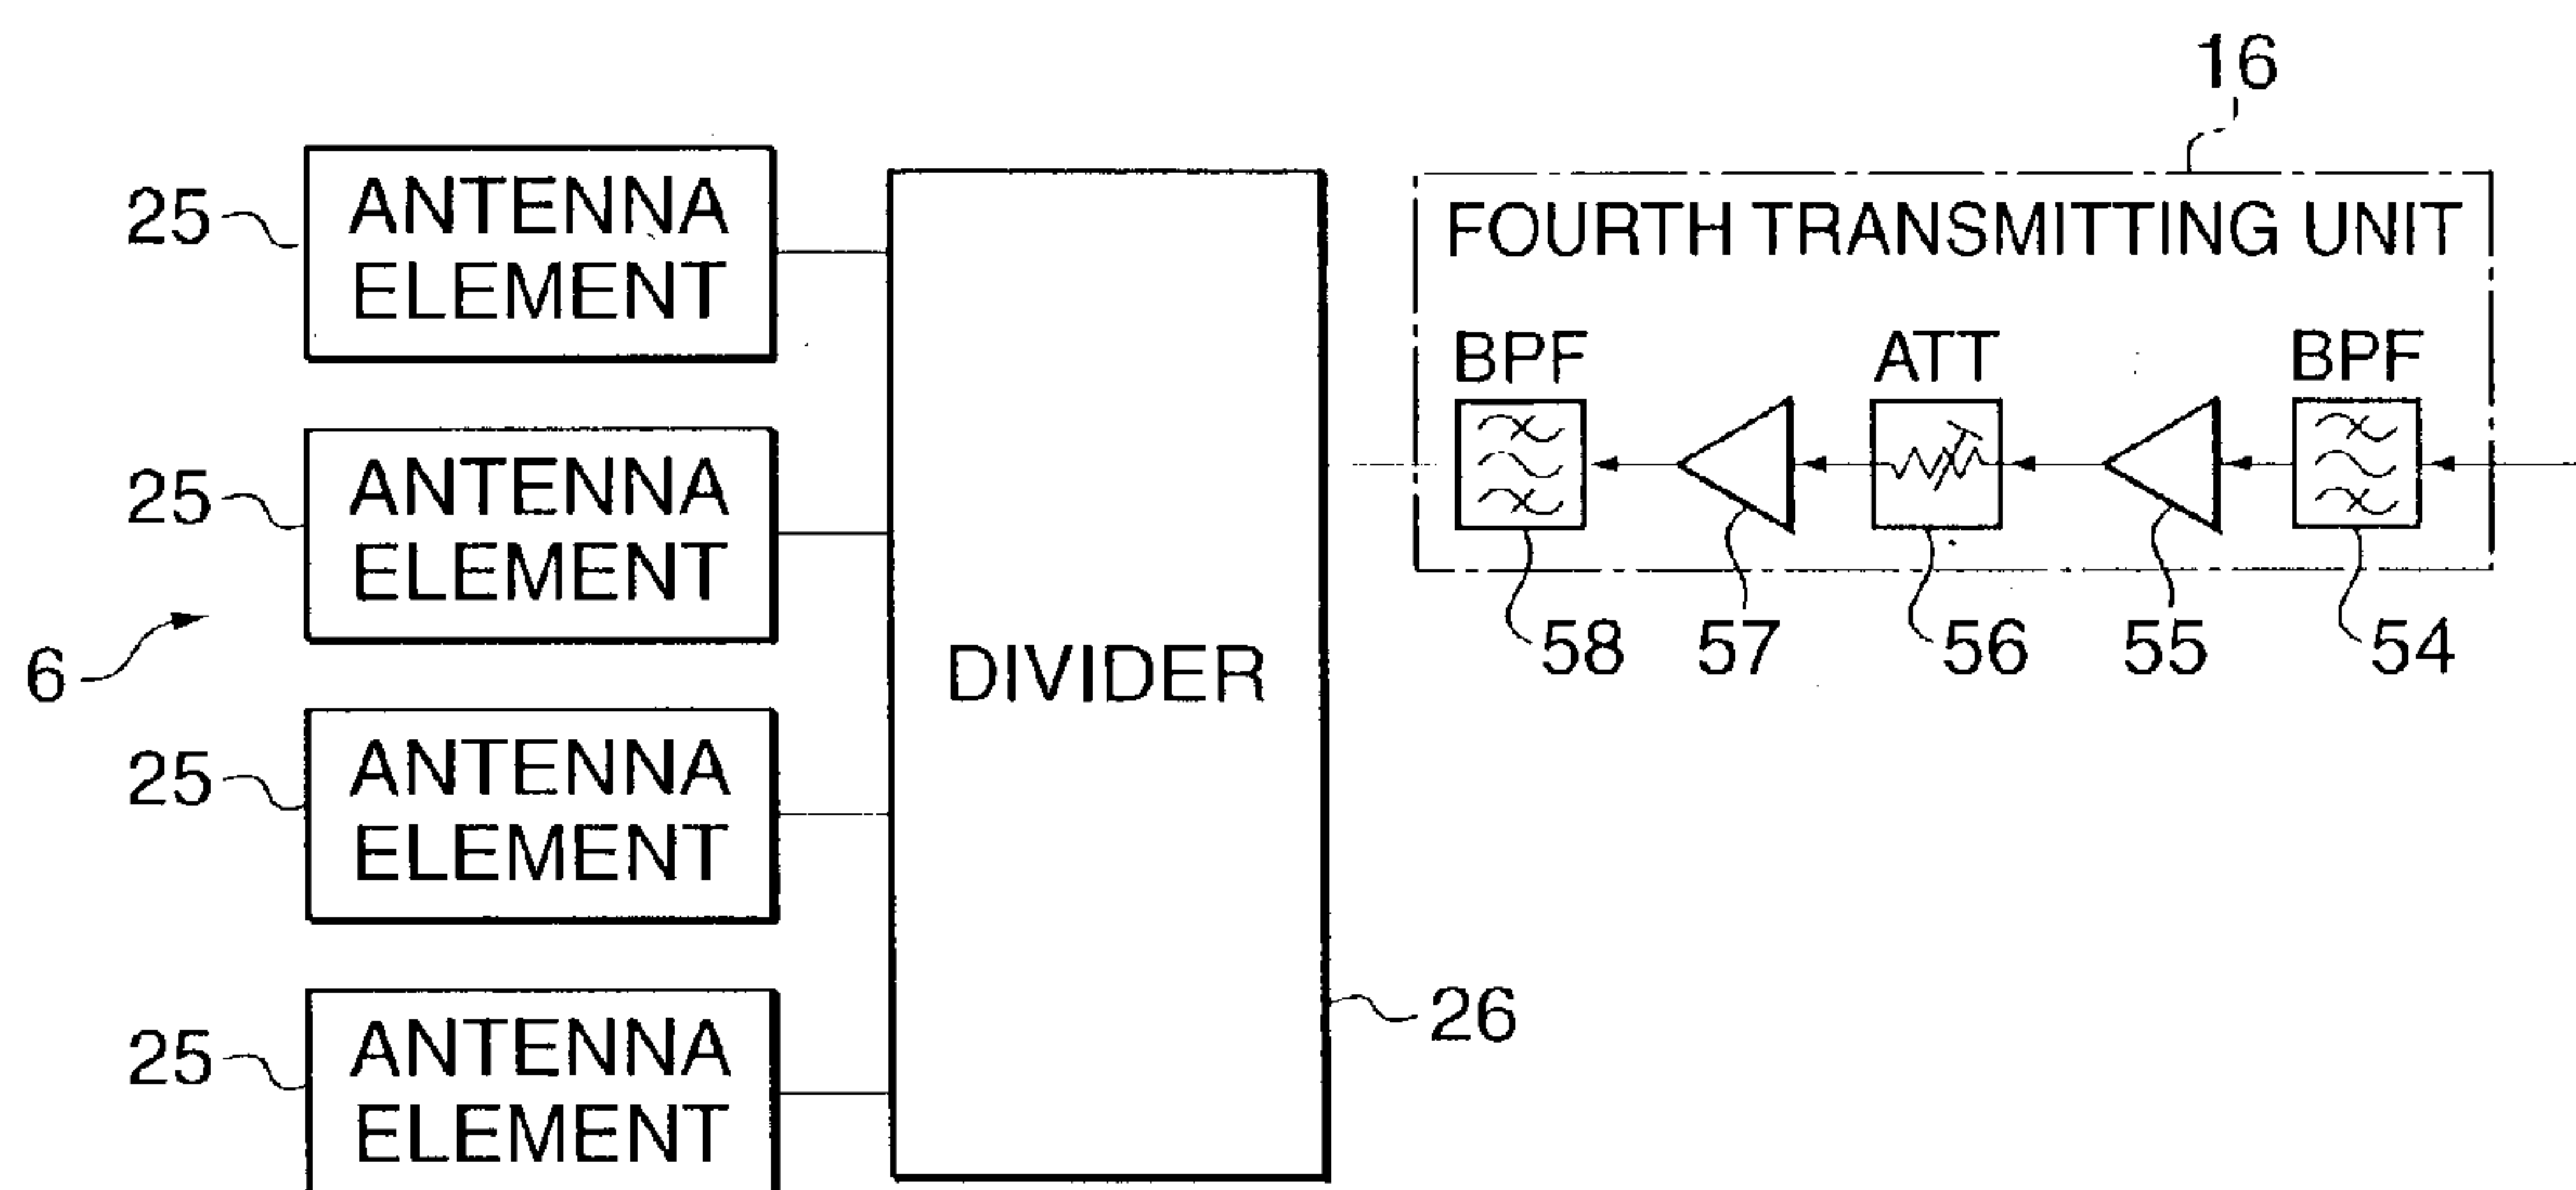 16
25
ANTENNA
ELEMENT
FOURTH TRANSMITTING UNIT
BPF
ATT
BPF
25
ANTENNA
ELEMENT
6
DIVIDER
58
57
56
55
54
25
ANTENNA
ELEMENT
26
25
ANTENNA
ELEMENT